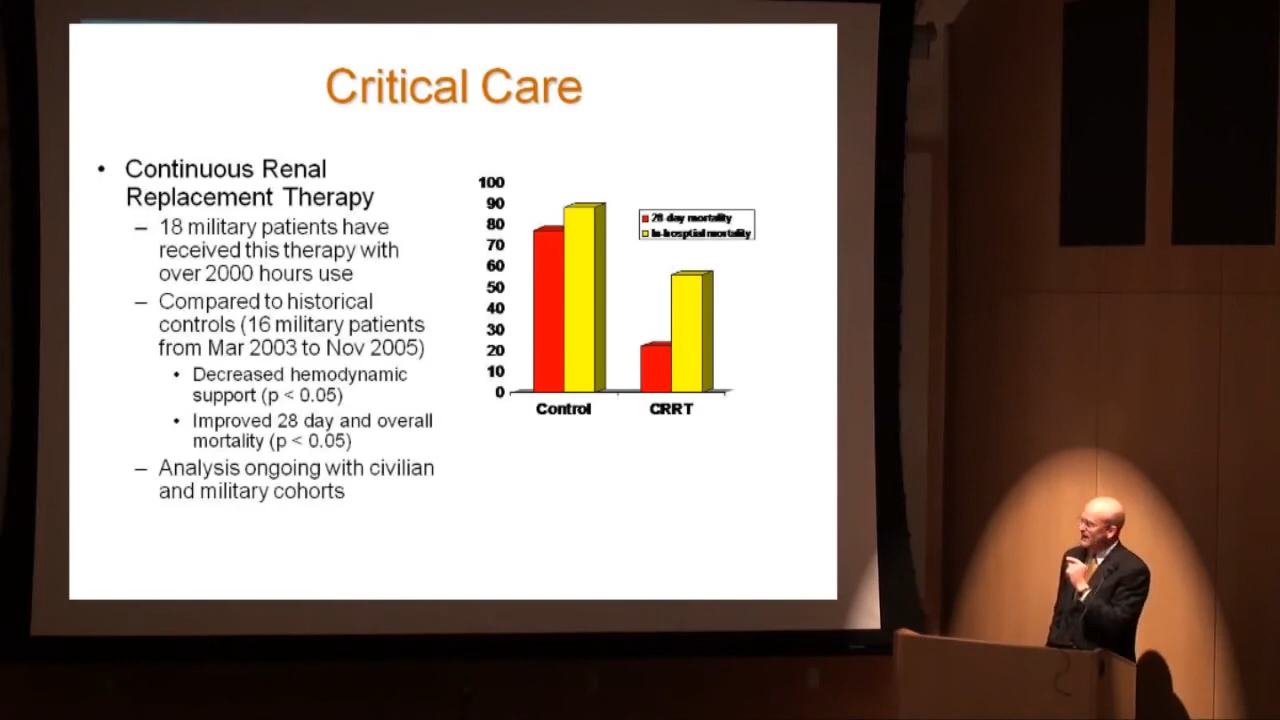 Critical Care
• Continuous Renal
Replacement Therapy
– 18 military patients have
received this therapy with
over 2000 hours use
– Compared to historical
controls (16 military patients
from Mar 2003 to Nov 2005)
• Decreased hemodynamic
support (p < 0.05)
• Improved 28 day and overall
mortality (p < 0.05)
– Analysis ongoing with civilian
and military cohorts
100
90
80
70
60
50
40
30
20
10
0
Control
CRRT
28 day mortality
In-hosptial mortality